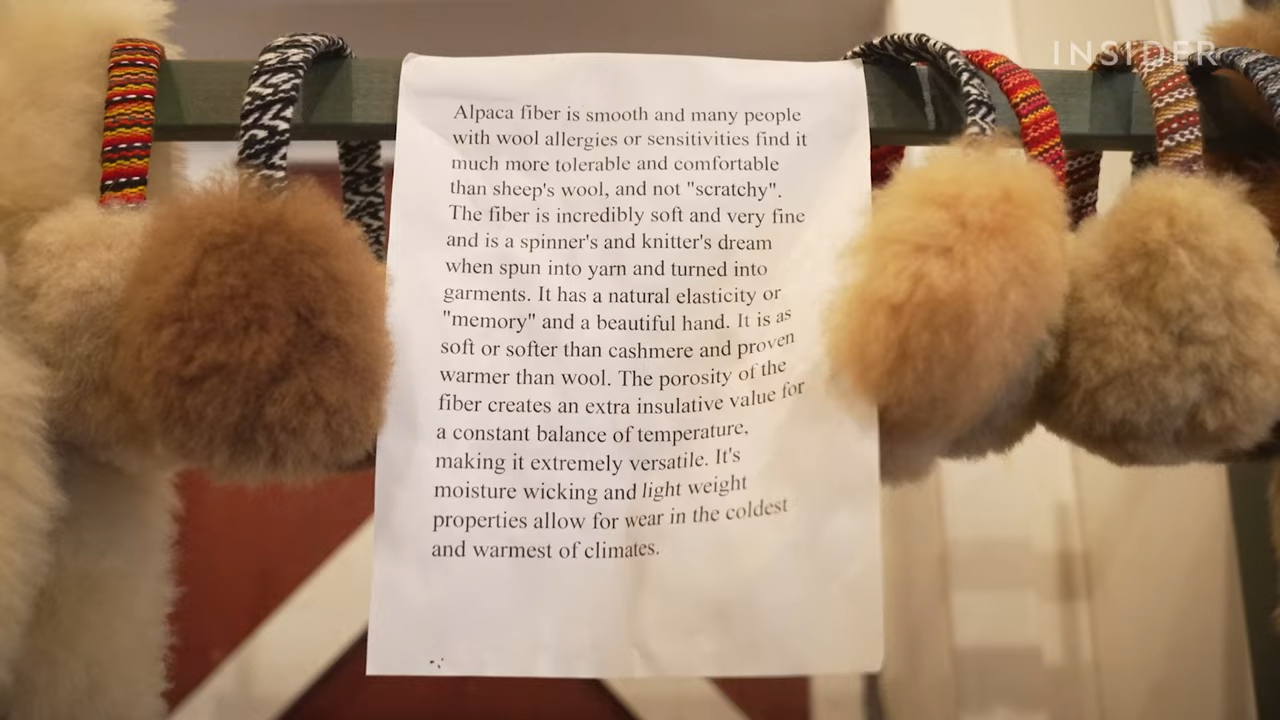 INSIDER
Alpaca fiber is smooth and many people
with wool allergies or sensitivities find it
much more tolerable and comfortable
than sheep's wool, and not "scratchy".
The fiber is incredibly soft and very fine
and is a spinner's and knitter's dream
when spun into yarn and turned into
garments. It has a natural elasticity or
"memory" and a beautiful hand. It is as
soft or softer than cashmere and proven
warmer than wool. The porosity of the
fiber creates an extra insulative value for
a constant balance of temperature,
making it extremely versatile. It's
moisture wicking and light weight
properties allow for wear in the coldest
and warmest of climates.